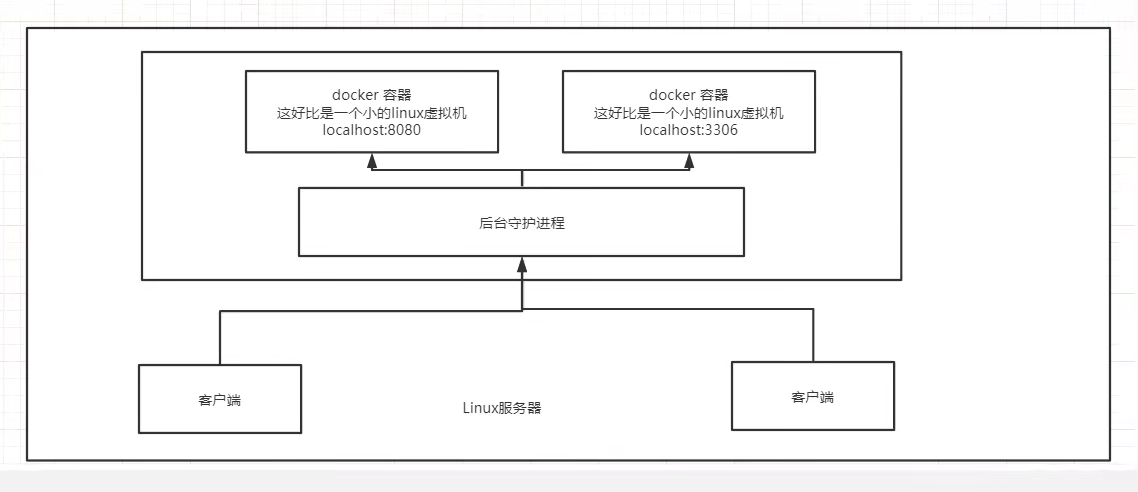 docker 容器
这好比是一个小的linux虚拟机
localhost:8080
docker 容器
这好比是一个小的linux虚拟机
localhost:3306
后台守护进程
客户端
Linux服务器
客户端